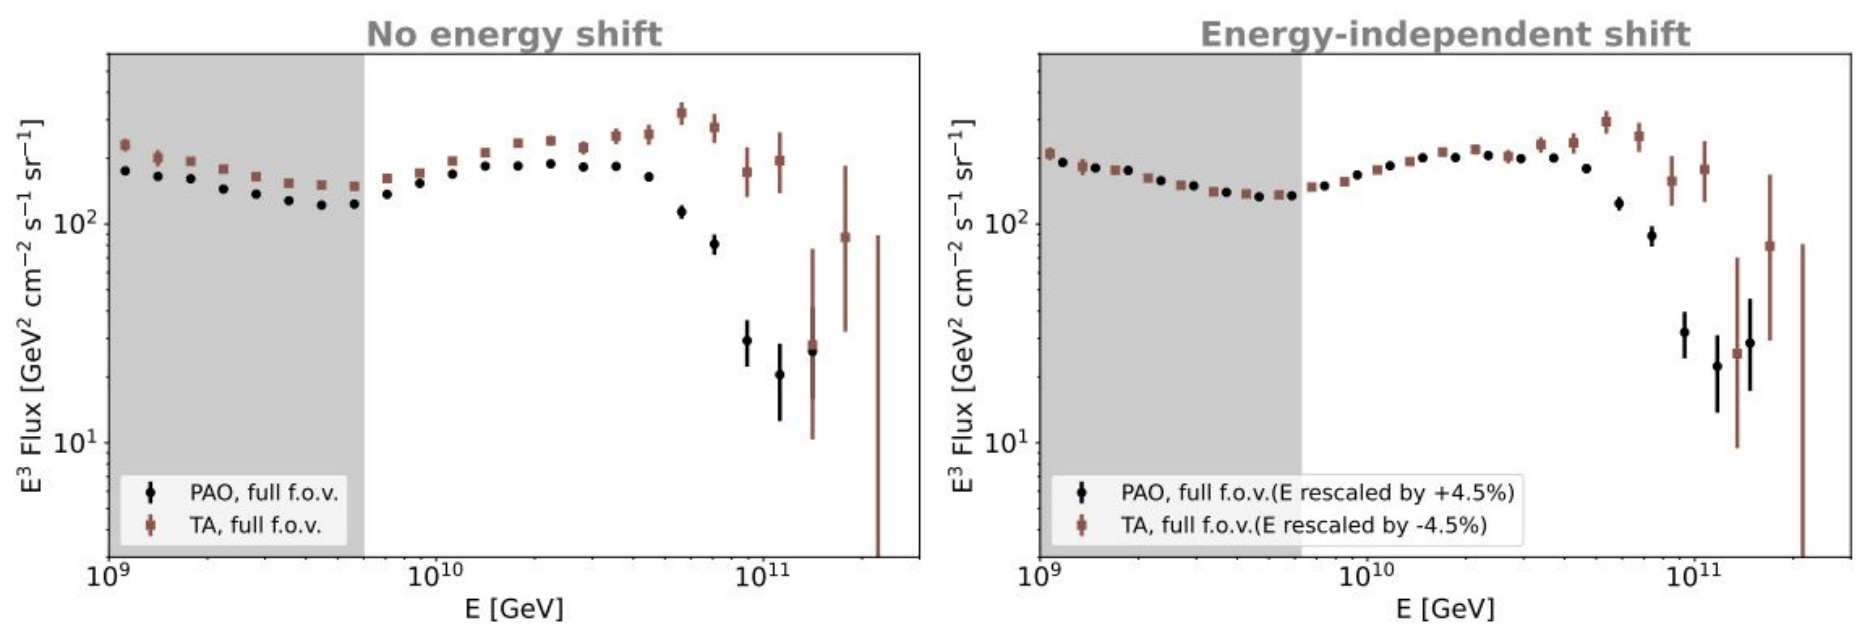 No energy shift
E³ Flux [GeV² cm⁻² s⁻¹ sr⁻¹]
10²
10¹
PAO, full f.o.v.
TA, full f.o.v.
10⁹
10¹⁰
10¹¹
E [GeV]
Energy-independent shift
E³ Flux [GeV² cm⁻² s⁻¹ sr⁻¹]
10²
10¹
PAO, full f.o.v.(E rescaled by +4.5%)
TA, full f.o.v.(E rescaled by -4.5%)
10⁹
10¹⁰
10¹¹
E [GeV]